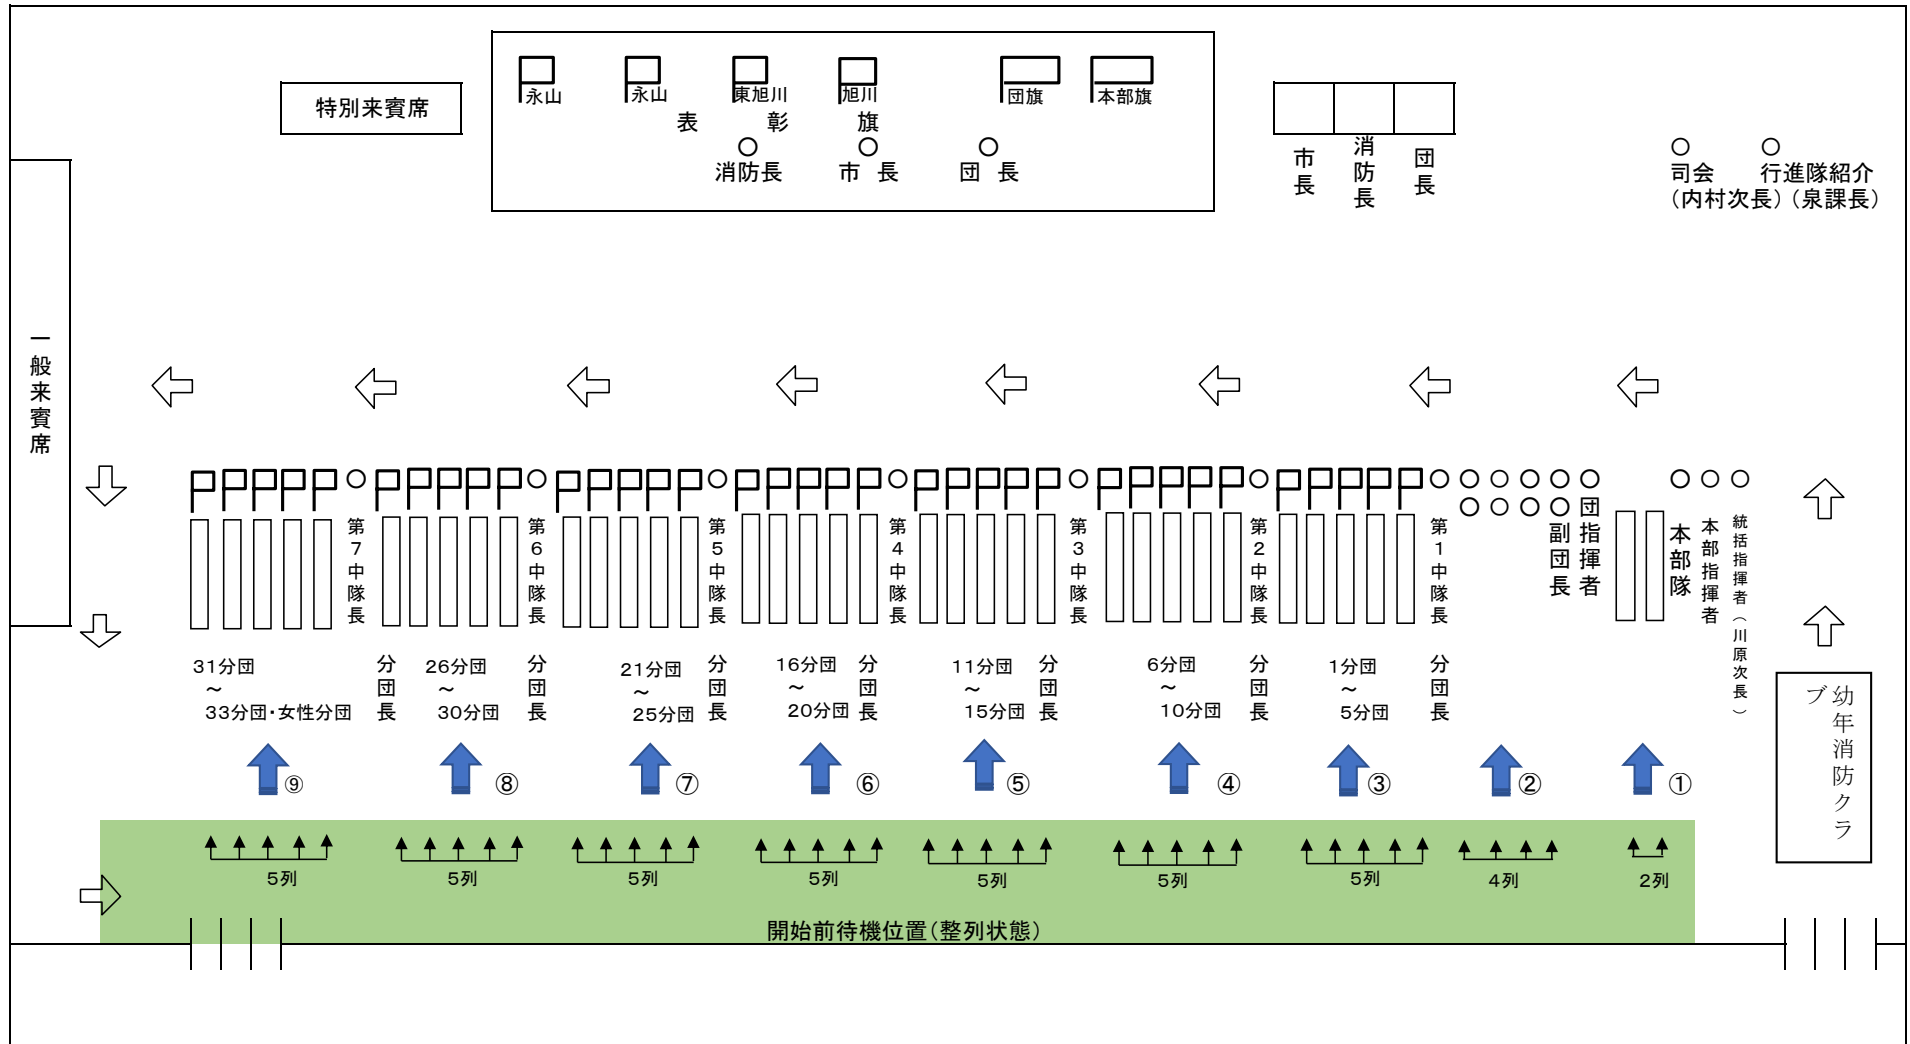 永山
永山
東旭川
旭川
団旗
本部旗
特別来賓席
表 彰 旗
消防長
市 長
団 長
市長
消防長
団長
司会
(内村次長)
行進隊紹介
(泉課長)
一般来賓席
第7中隊長
第6中隊長
第5中隊長
第4中隊長
第3中隊長
第2中隊長
第1中隊長
副団長
団指揮者
本部隊
本部指揮者
統括指揮者(川原次長)
31分団
～
33分団・女性分団
分団長
26分団
～
30分団
分団長
21分団
～
25分団
分団長
16分団
～
20分団
分団長
11分団
～
15分団
分団長
6分団
～
10分団
分団長
1分団
～
5分団
分団長
幼年消防クラ
ブ
⑨
⑧
⑦
⑥
⑤
④
③
②
①
5列
5列
5列
5列
5列
5列
5列
4列
2列
開始前待機位置(整列状態)